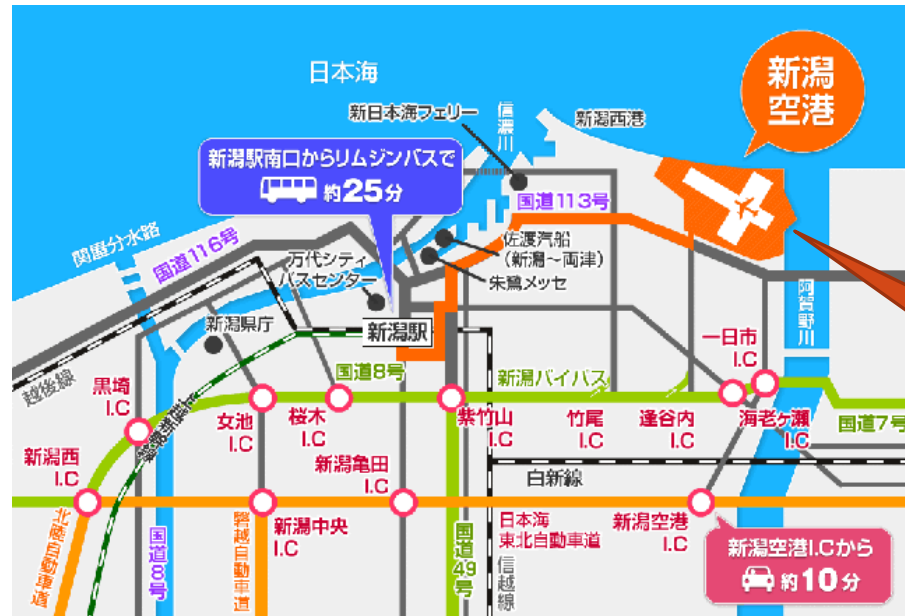 日本海
新潟
空港
新日本海フェリー
信濃川
新潟西港
新潟駅南口からリムジンバスで
約25分
国道113号
関屋分水路
国道116号
佐渡汽船
(新潟〜両津)
朱鷺メッセ
万代シティ
バスセンター
新潟県庁
新潟駅
阿賀野川
一日市
I.C
越後線
黒埼
I.C
国道8号
新潟バイパス
女池
I.C
桜木
I.C
紫竹山
I.C
竹尾
I.C
逢谷内
I.C
海老ヶ瀬
I.C
国道7号
新潟西
I.C
新潟亀田
I.C
白新線
北陸自動車道
国道8号
磐越自動車道
新潟中央
I.C
国道49号
信越線
日本海
東北自動車道
新潟空港
I.C
新潟空港I.Cから
約10分